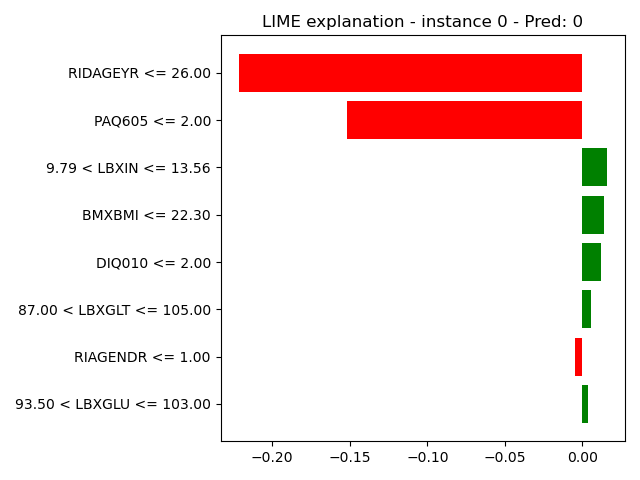 LIME explanation - instance 0 - Pred: 0
RIDAGEYR <= 26.00
PAQ605 <= 2.00
9.79 < LBXIN <= 13.56
BMXBMI <= 22.30
DIQ010 <= 2.00
87.00 < LBXGLT <= 105.00
RIAGENDR <= 1.00
93.50 < LBXGLU <= 103.00
−0.20 −0.15 −0.10 −0.05 0.00